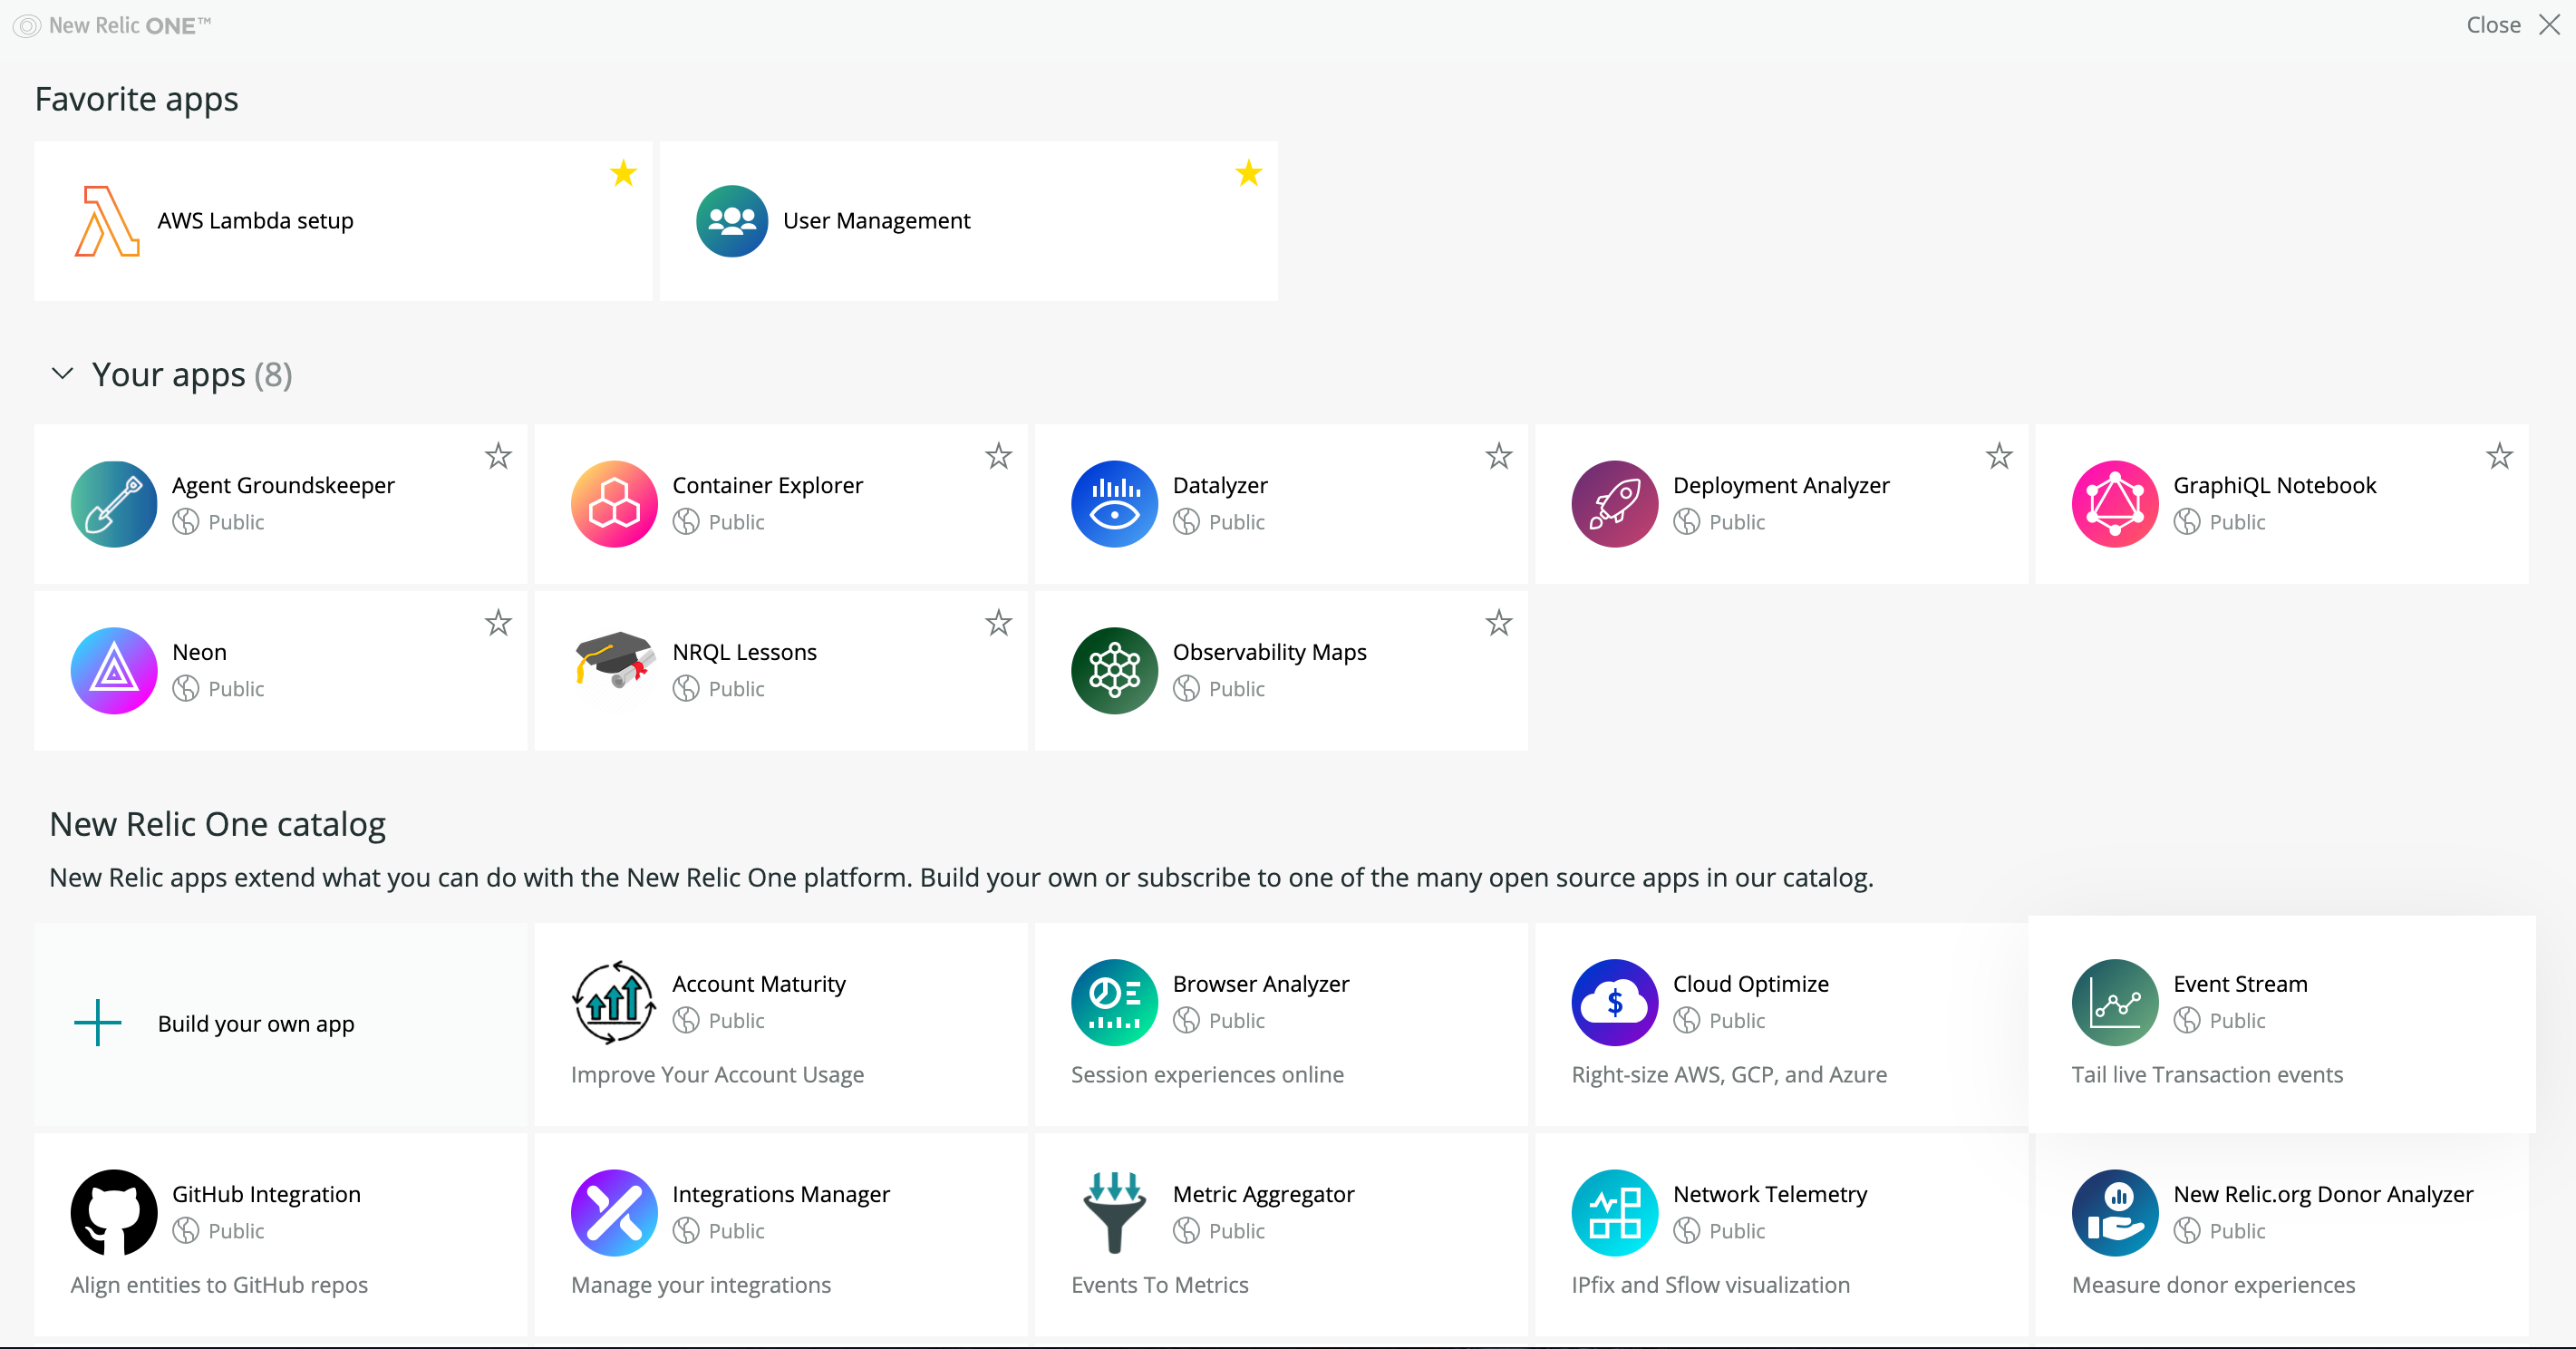 New Relic ONE™
Close
Favorite apps
AWS Lambda setup
User Management
Your apps (8)
Agent Groundskeeper
Public
Container Explorer
Public
Datalyzer
Public
Deployment Analyzer
Public
GraphiQL Notebook
Public
Neon
Public
NRQL Lessons
Public
Observability Maps
Public
New Relic One catalog
New Relic apps extend what you can do with the New Relic One platform. Build your own or subscribe to one of the many open source apps in our catalog.
Build your own app
Account Maturity
Public
Improve Your Account Usage
Browser Analyzer
Public
Session experiences online
Cloud Optimize
Public
Right-size AWS, GCP, and Azure
Event Stream
Public
Tail live Transaction events
GitHub Integration
Public
Align entities to GitHub repos
Integrations Manager
Public
Manage your integrations
Metric Aggregator
Public
Events To Metrics
Network Telemetry
Public
IPfix and Sflow visualization
New Relic.org Donor Analyzer
Public
Measure donor experiences